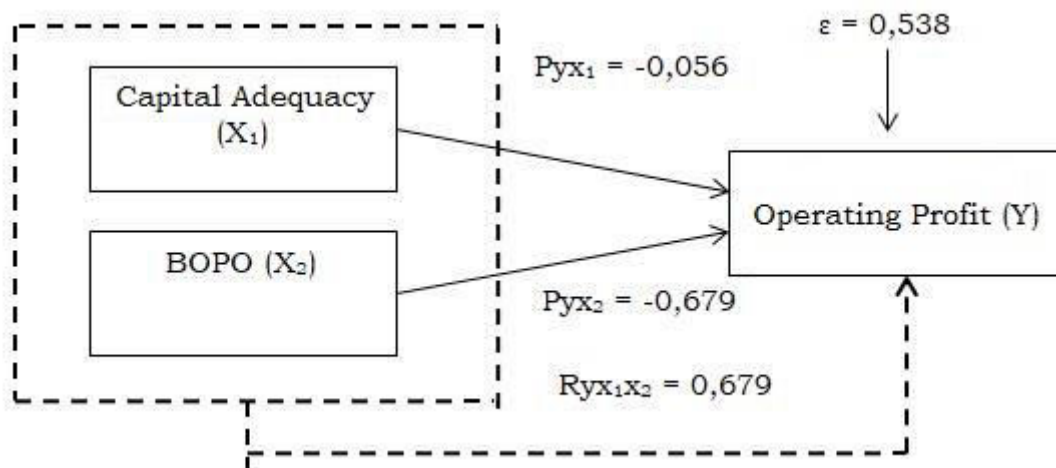 ε = 0,538
Pyx₁ = -0,056
Capital Adequacy
(X₁)
Operating Profit (Y)
BOPO (X₂)
Pyx₂ = -0,679
Ryx₁x₂ = 0,679